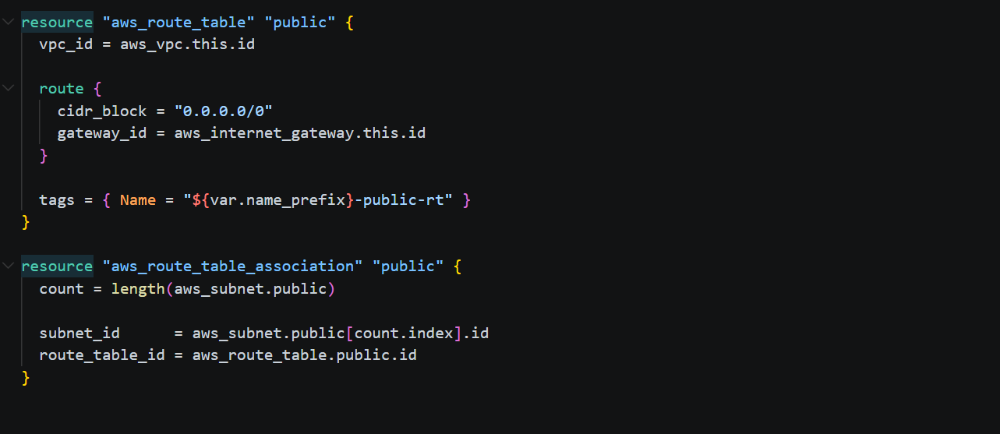 resource "aws_route_table" "public" {
  vpc_id = aws_vpc.this.id

  route {
    cidr_block = "0.0.0.0/0"
    gateway_id = aws_internet_gateway.this.id
  }

  tags = { Name = "${var.name_prefix}-public-rt" }
}

resource "aws_route_table_association" "public" {
  count = length(aws_subnet.public)

  subnet_id      = aws_subnet.public[count.index].id
  route_table_id = aws_route_table.public.id
}